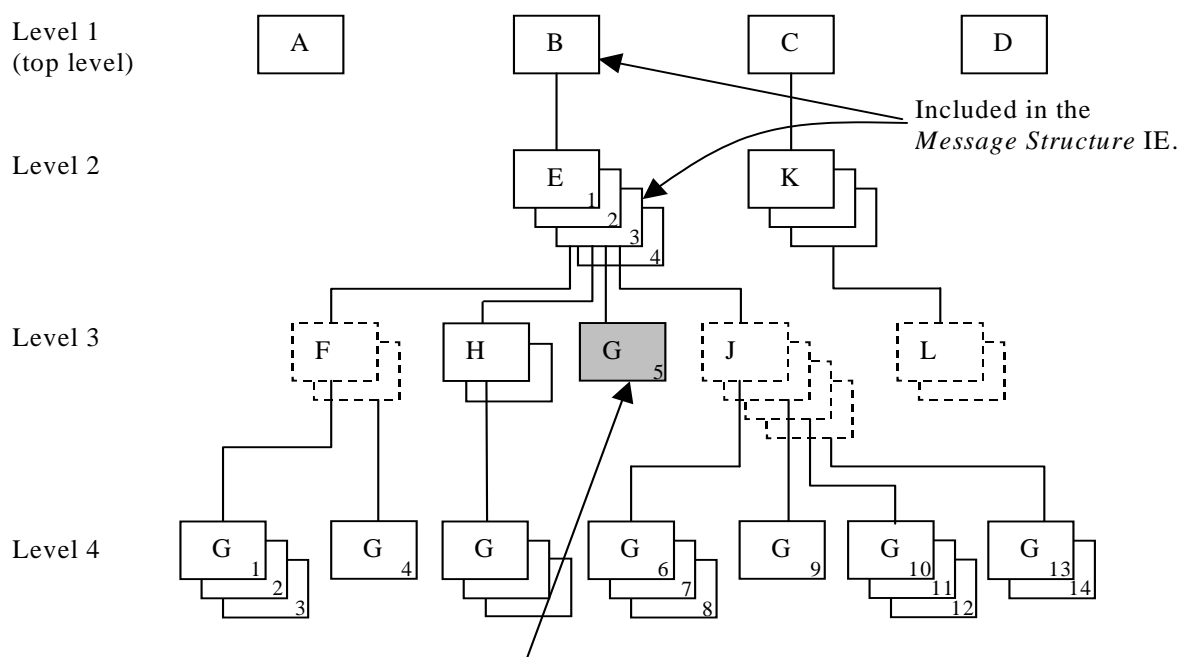 Level 1
(top level)
A
B
C
D
Included in the
Message Structure IE.
Level 2
E
1
2
3
4
K
Level 3
F
H
G
5
J
L
Level 4
G
1
2
3
G
4
G
G
6
7
8
G
9
G
10
11
12
G
13
14